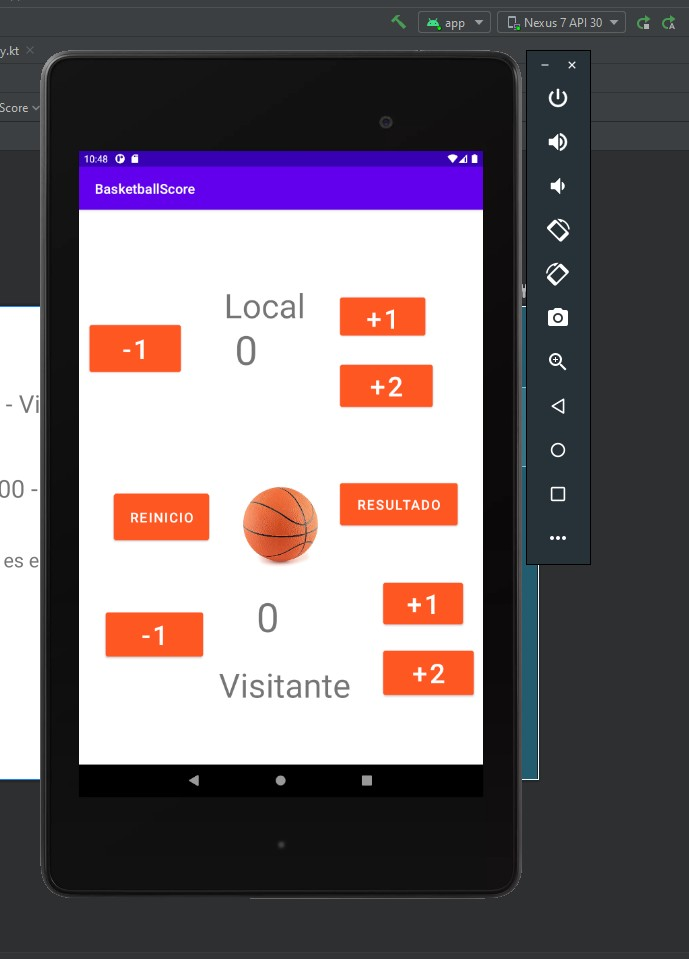 app
Nexus 7 API 30
y.kt
Score
10:48
BasketballScore
Local
+1
-1
0
+2
- Vi
00 -
REINICIO
RESULTADO
es e
+1
0
-1
+2
Visitante